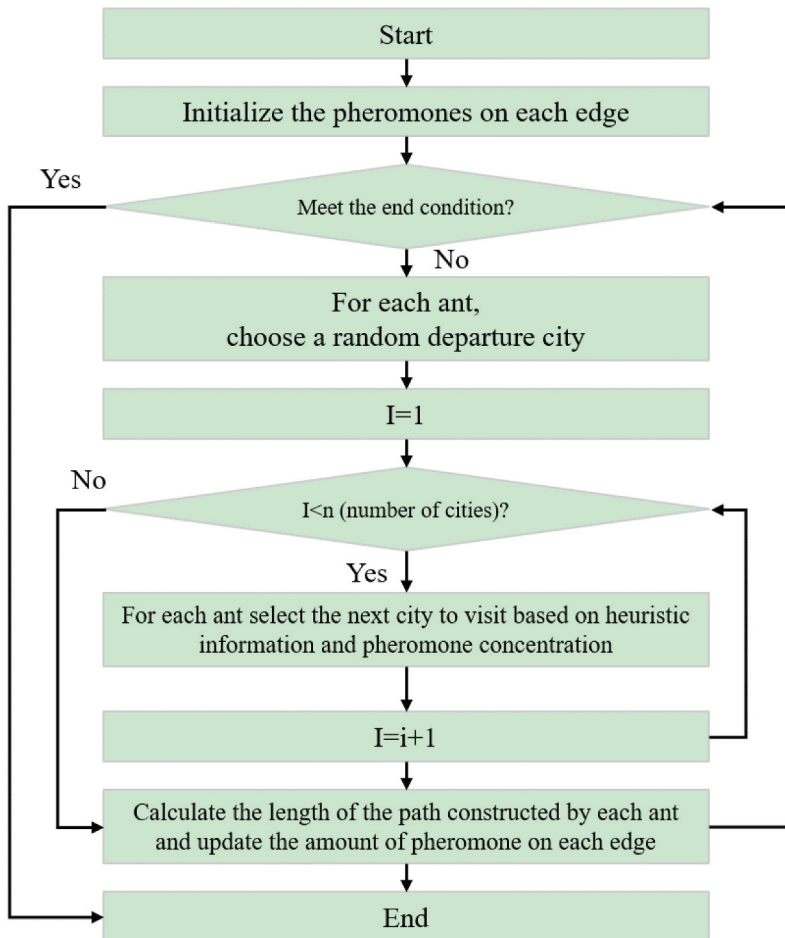 Start
Initialize the pheromones on each edge
Yes
Meet the end condition?
No
For each ant,
choose a random departure city
I=1
No
I<n (number of cities)?
Yes
For each ant select the next city to visit based on heuristic
information and pheromone concentration
I=i+1
Calculate the length of the path constructed by each ant
and update the amount of pheromone on each edge
End